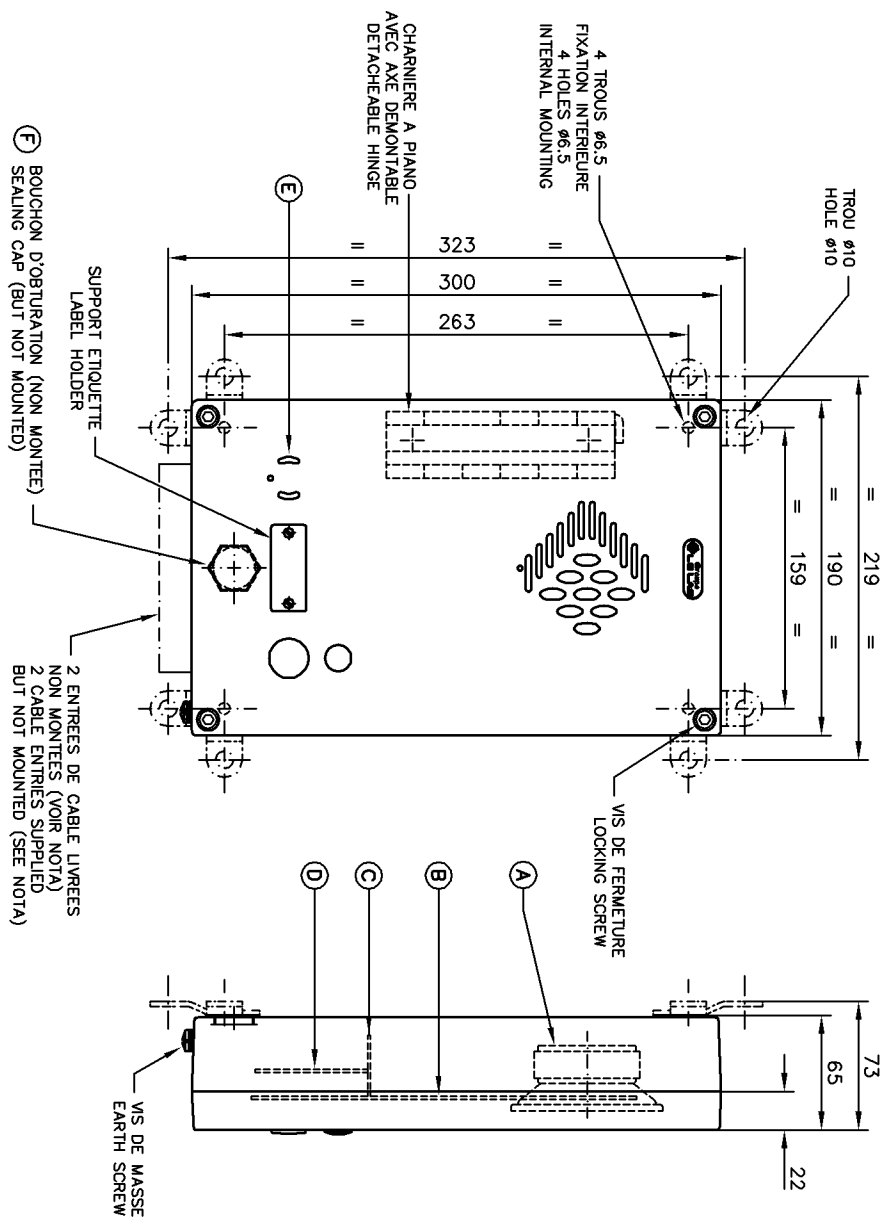 TROU ø10
HOLE ø10
4 TROUS ø6.5
FIXATION INTERIEURE
4 HOLES ø6.5
INTERNAL MOUNTING
CHARNIERE A PIANO
AVEC AXE DEMONTABLE
DETACHEABLE HINGE
E
SUPPORT ETIQUETTE
LABEL HOLDER
F
BOUCHON D'OBTURATION (NON MONTEE)
SEALING CAP (BUT NOT MOUNTED)
= 323 =
= 300 =
= 263 =
= 219 =
= 190 =
= 159 =
2 ENTREES DE CABLE LIVREES
NON MONTEES (VOIR NOTA)
2 CABLE ENTRIES SUPPLIED
BUT NOT MOUNTED (SEE NOTA)
VIS DE FERMETURE
LOCKING SCREW
A
B
C
D
73
65
22
VIS DE MASSE
EARTH SCREW